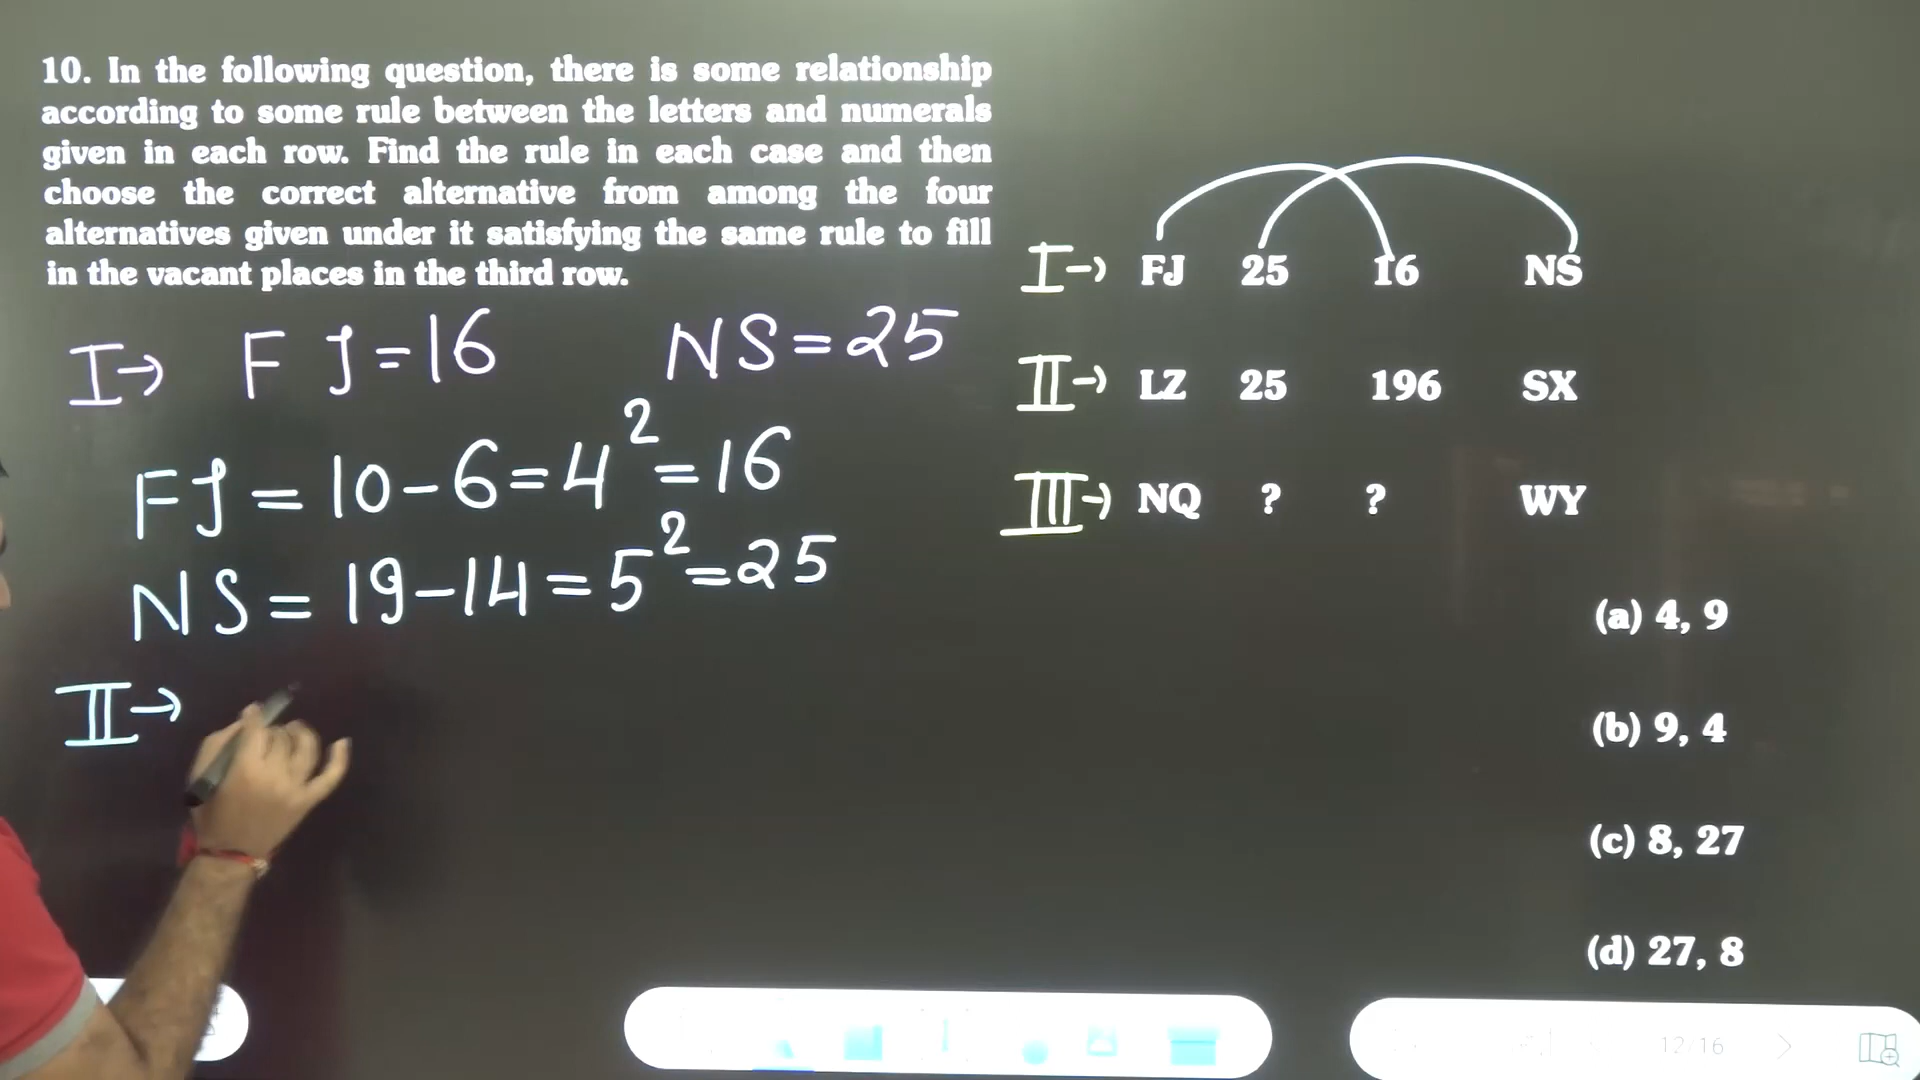 10. In the following question, there is some relationship
according to some rule between the letters and numerals
given in each row. Find the rule in each case and then
choose the correct alternative from among the four
alternatives given under it satisfying the same rule to fill
in the vacant places in the third row.
I→ FJ = 16 NS = 25
FJ = 10 - 6 = 4² = 16
NS = 19 - 14 = 5² = 25
II→
I→ FJ 25 16 NS
II→ LZ 25 196 SX
III→ NQ ? ? WY
(a) 4, 9
(b) 9, 4
(c) 8, 27
(d) 27, 8
12/16